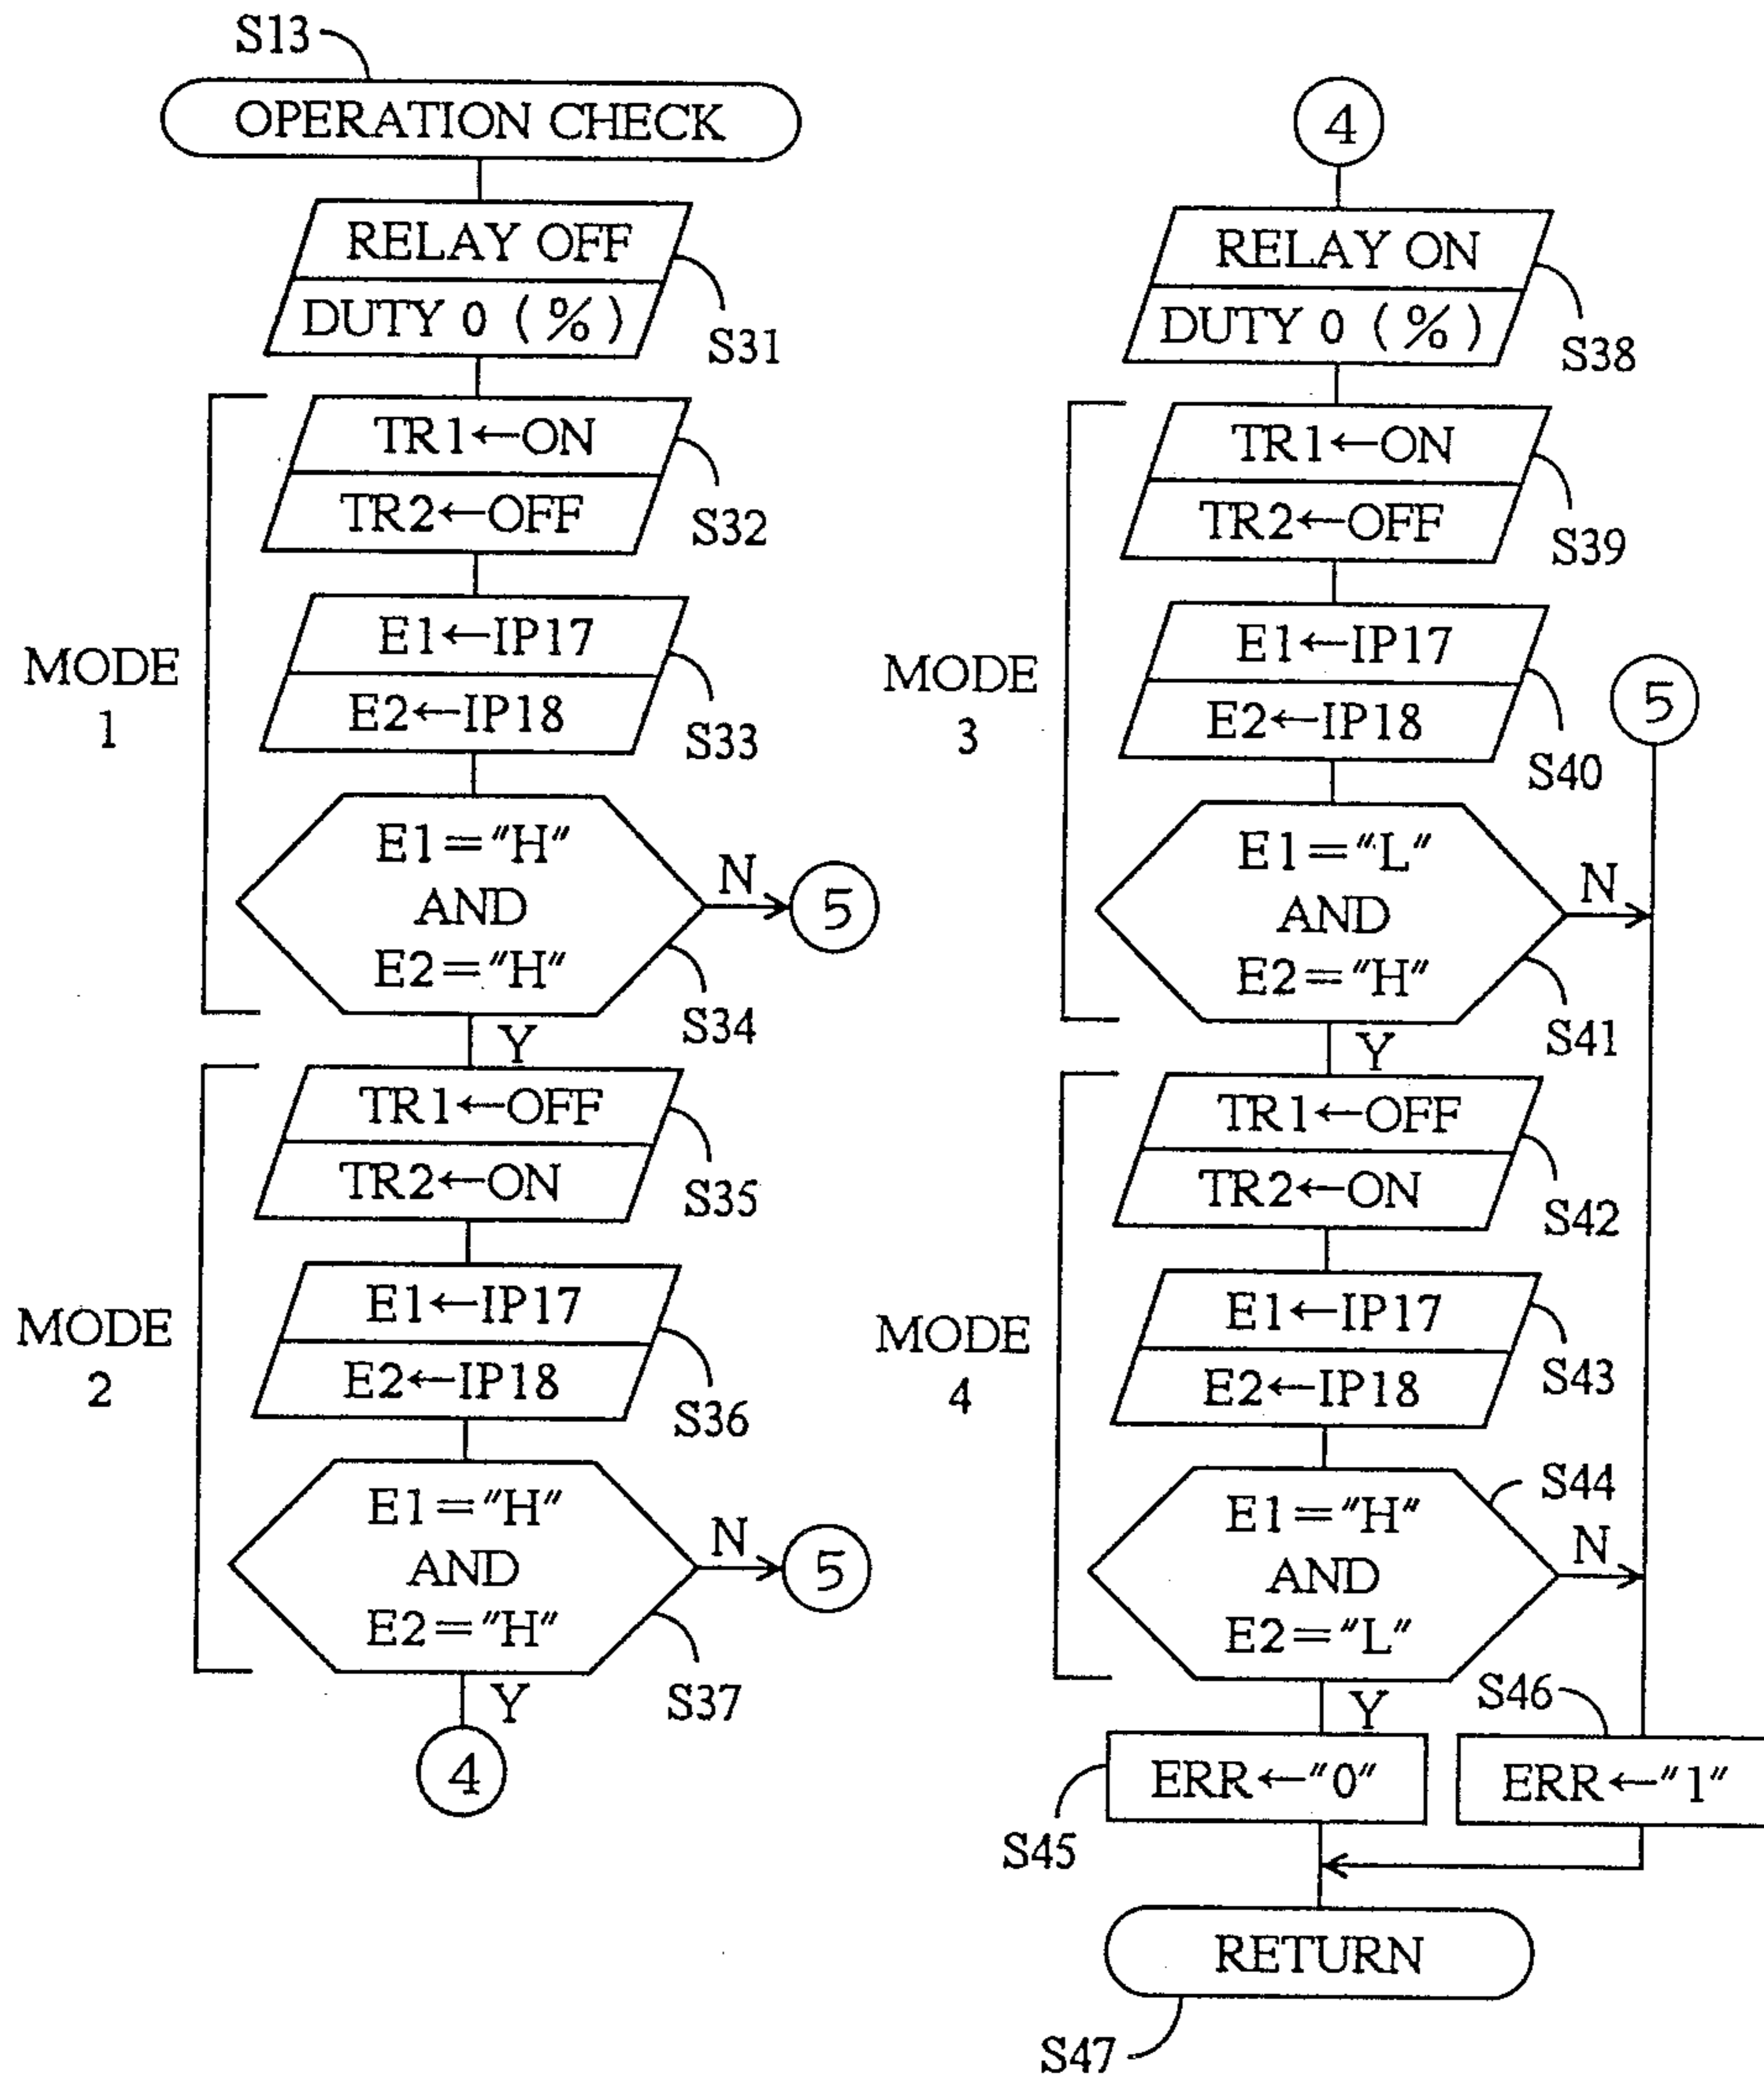 S13
OPERATION CHECK
RELAY OFF
DUTY 0 (%)
S31
TR1←ON
TR2←OFF
S32
E1←IP17
E2←IP18
S33
MODE
1
E1="H"
AND
E2="H"
N
5
S34
Y
TR1←OFF
TR2←ON
S35
E1←IP17
E2←IP18
S36
MODE
2
E1="H"
AND
E2="H"
N
5
S37
Y
4
4
RELAY ON
DUTY 0 (%)
S38
TR1←ON
TR2←OFF
S39
E1←IP17
E2←IP18
S40
MODE
3
5
E1="L"
AND
E2="H"
N
S41
Y
TR1←OFF
TR2←ON
S42
E1←IP17
E2←IP18
S43
MODE
4
S44
E1="H"
AND
E2="L"
N
Y
S46
ERR←"0"
ERR←"1"
S45
RETURN
S47